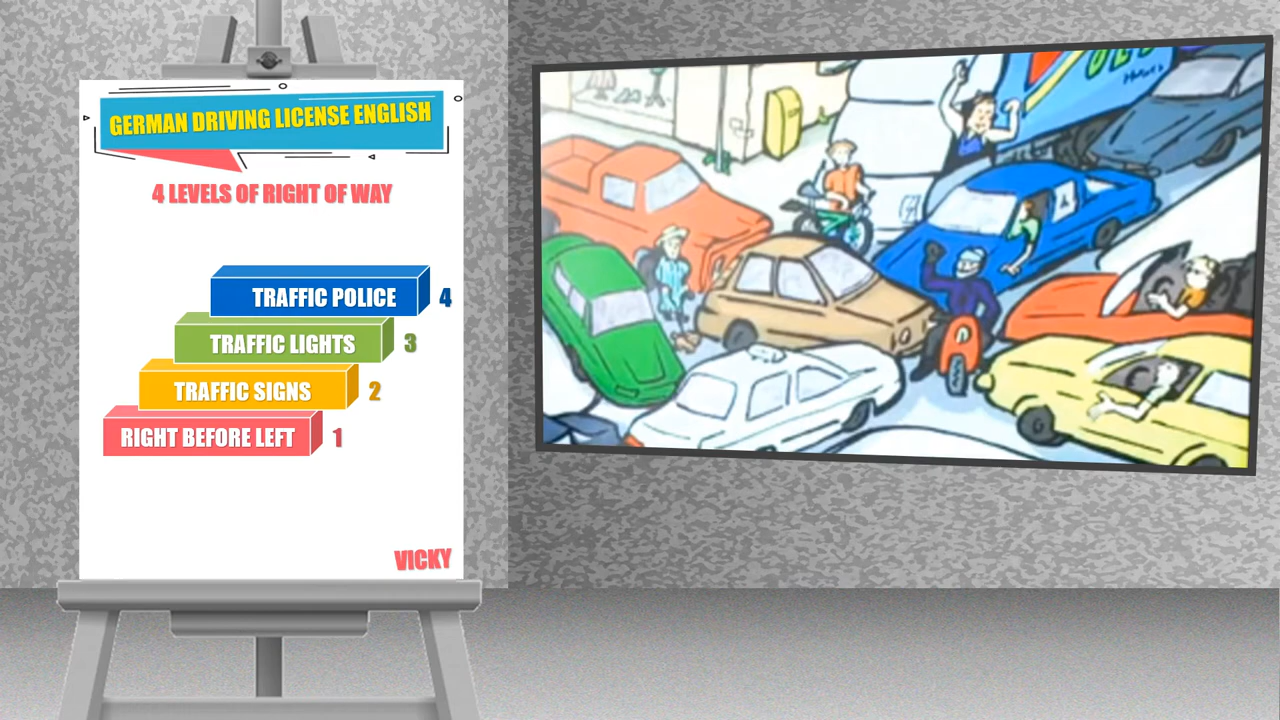 GERMAN DRIVING LICENSE ENGLISH
4 LEVELS OF RIGHT OF WAY
TRAFFIC POLICE 4
TRAFFIC LIGHTS 3
TRAFFIC SIGNS 2
RIGHT BEFORE LEFT 1
VICKY